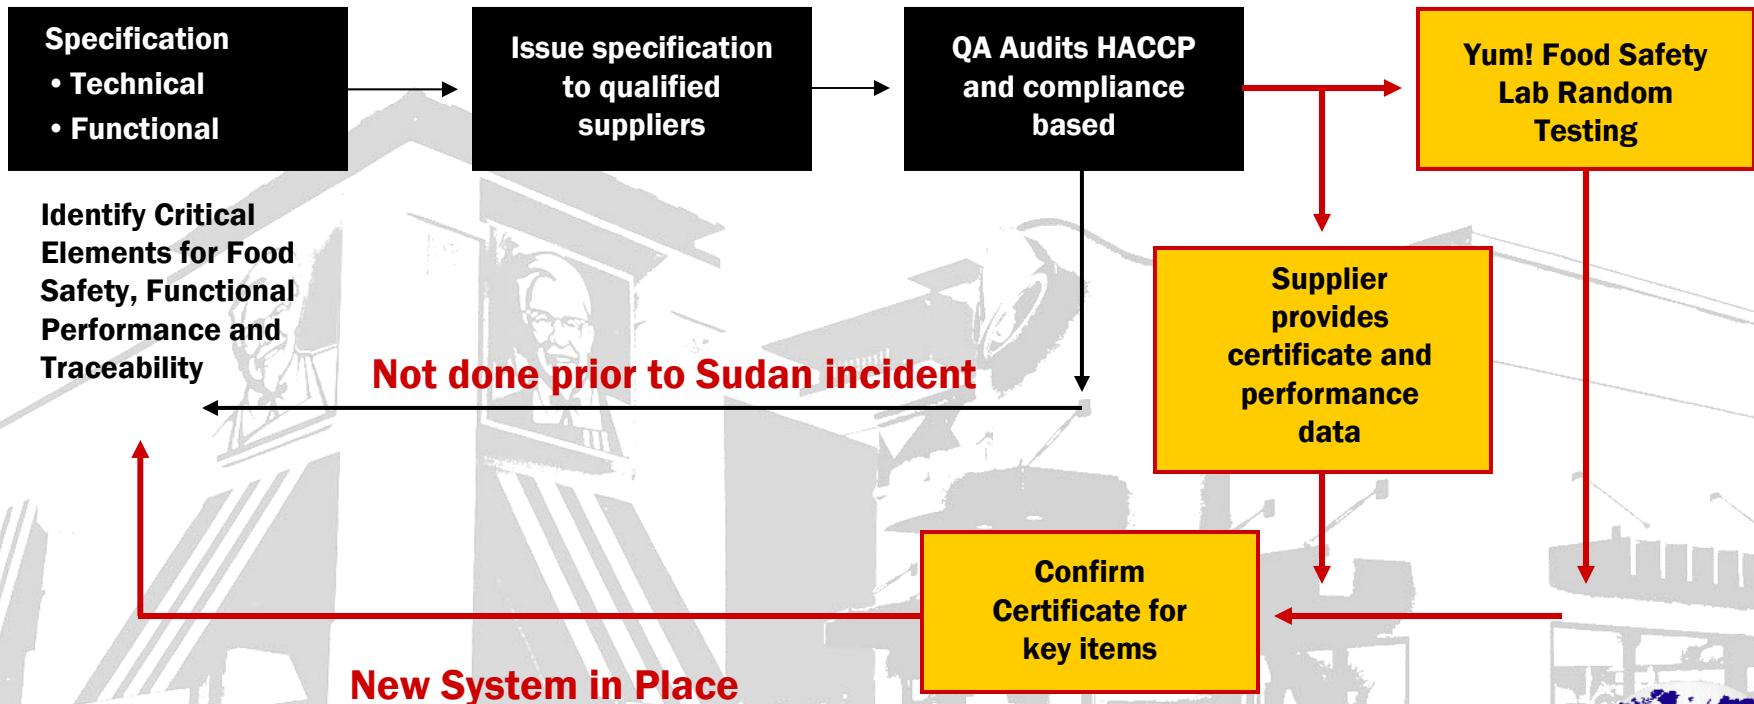 Specification
• Technical
• Functional
Issue specification
to qualified
suppliers
QA Audits HACCP
and compliance
based
Yum! Food Safety
Lab Random
Testing
Identify Critical
Elements for Food
Safety, Functional
Performance and
Traceability
Supplier
provides
certificate and
performance
data
Not done prior to Sudan incident
Confirm
Certificate for
key items
New System in Place